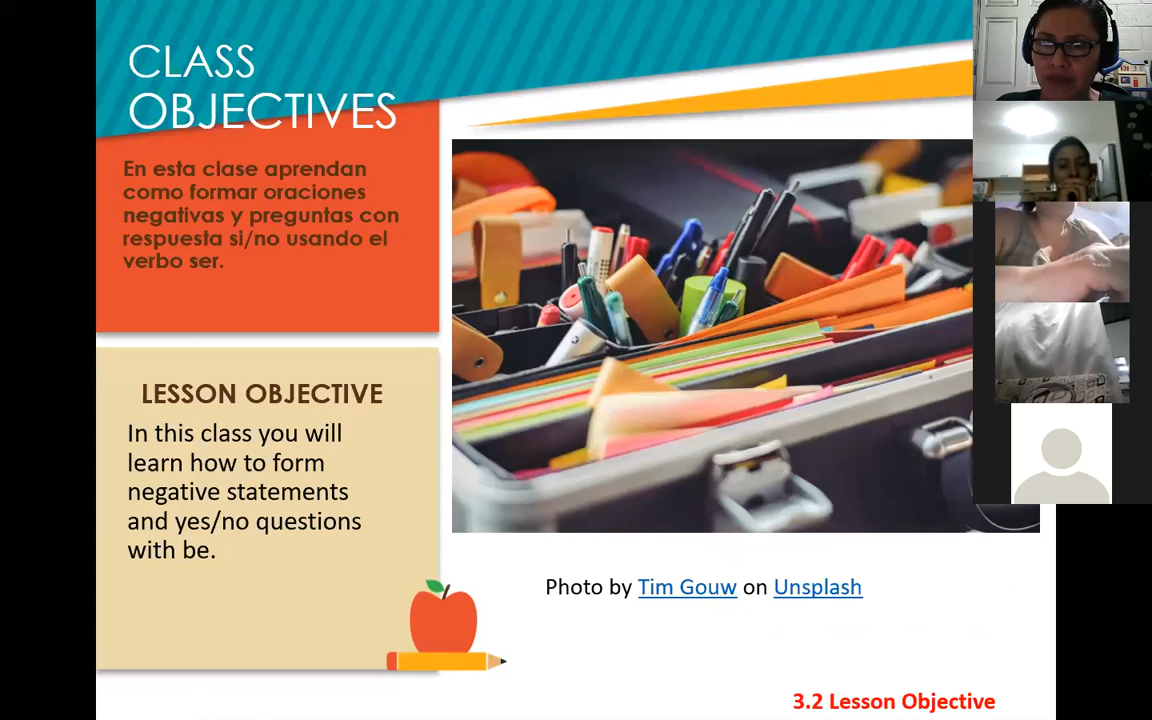 CLASS
OBJECTIVES
En esta clase aprendan
como formar oraciones
negativas y preguntas con
respuesta si/no usando el
verbo ser.
LESSON OBJECTIVE
In this class you will
learn how to form
negative statements
and yes/no questions
with be.
Photo by Tim Gouw on Unsplash
3.2 Lesson Objective